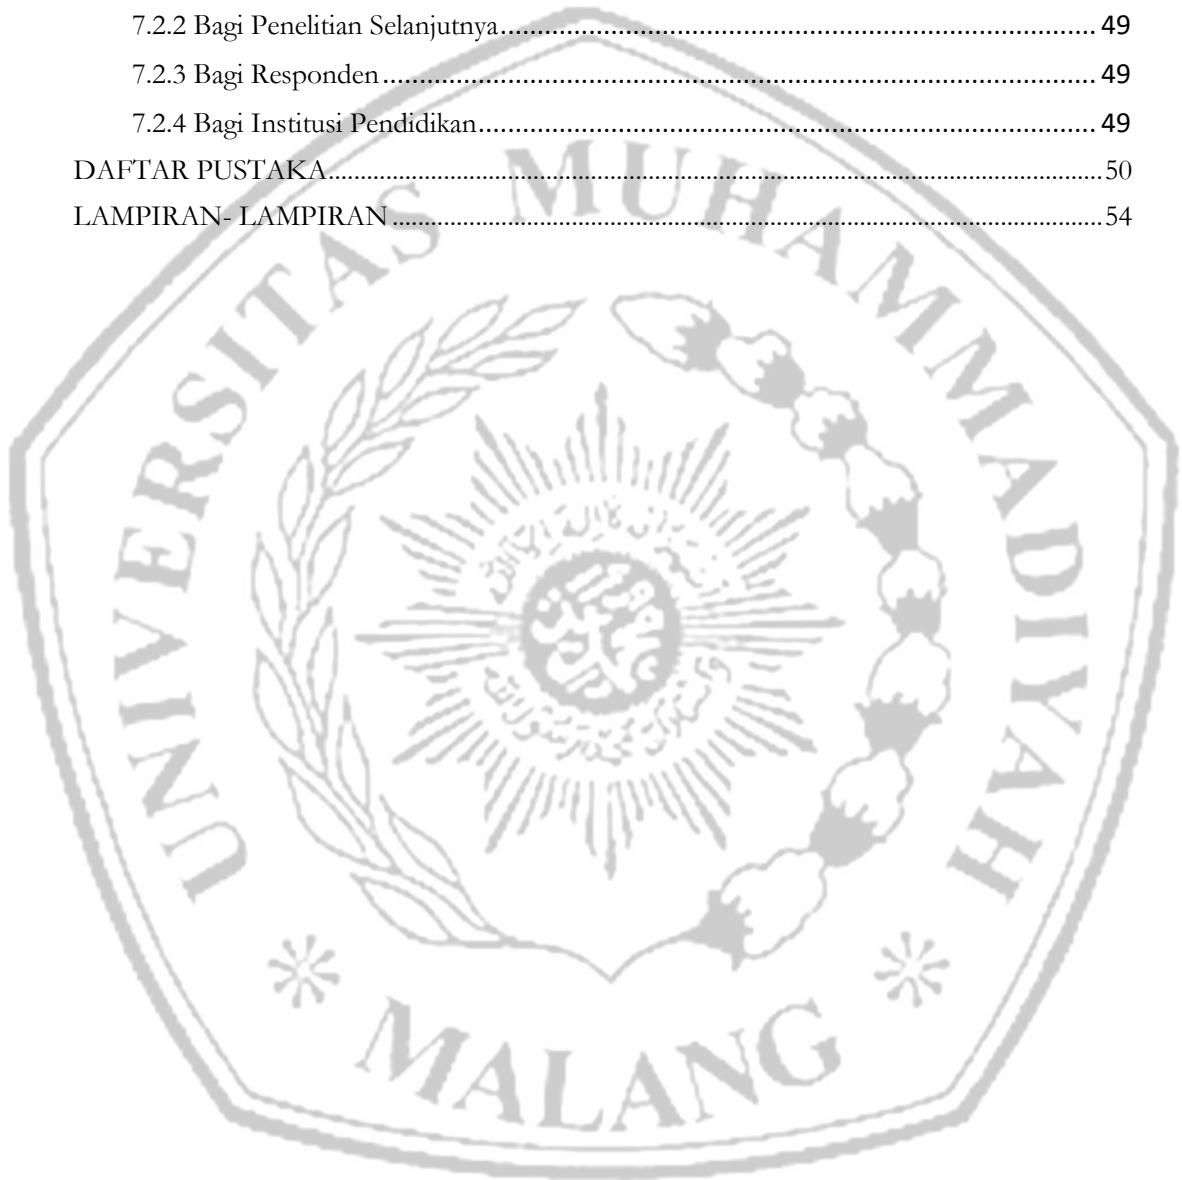 7.2.2 Bagi Penelitian Selanjutnya........................................................................................ 49
7.2.3 Bagi Responden........................................................................................................ 49
7.2.4 Bagi Institusi Pendidikan.......................................................................................... 49
DAFTAR PUSTAKA.......................................................................................................... 50
LAMPIRAN- LAMPIRAN.................................................................................................. 54
UNIVERSITAS MUHAMMADIYAH
MALANG